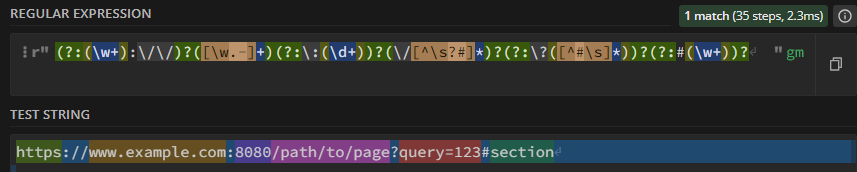 REGULAR EXPRESSION
1 match (35 steps, 2.3ms)
r" (?:(\w+):\/\/)?([\w.-]+)(?:\:(\d+))?(\/[^\s?#]*)?(?:\?([^#\s]*))?(?:#(\w+))?↵ "gm
TEST STRING
https://www.example.com:8080/path/to/page?query=123#section↵